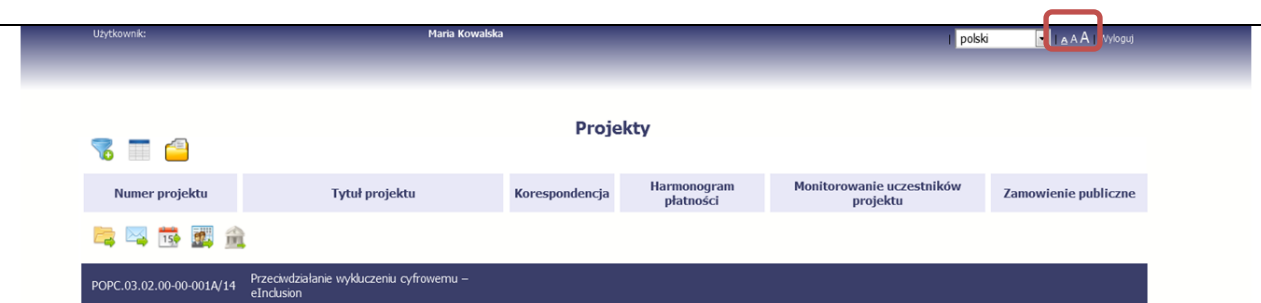 Użytkownik: Maria Kowalska | polski | A A A | Wyloguj
Projekty
Numer projektu Tytuł projektu Korespondencja Harmonogram płatności Monitorowanie uczestników projektu Zamowienie publiczne
15
POPC.03.02.00-00-001A/14 Przeciwdziałanie wykluczeniu cyfrowemu –
eInclusion